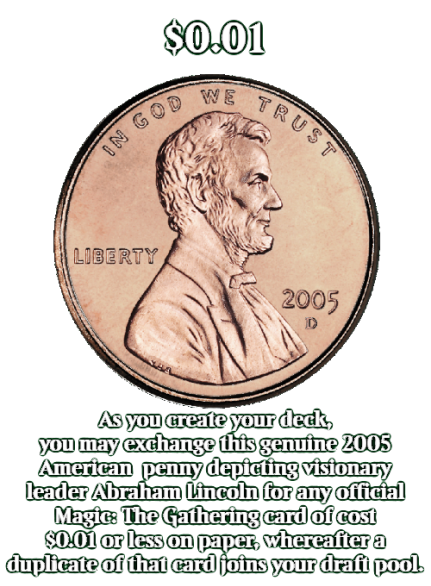 $0.01
IN GOD WE TRUST
LIBERTY
2005
D
As you create your deck,
you may exchange this genuine 2005
American penny depicting visionary
leader Abraham Lincoln for any official
Magic: The Gathering card of cost
$0.01 or less on paper, whereafter a
duplicate of that card joins your draft pool.